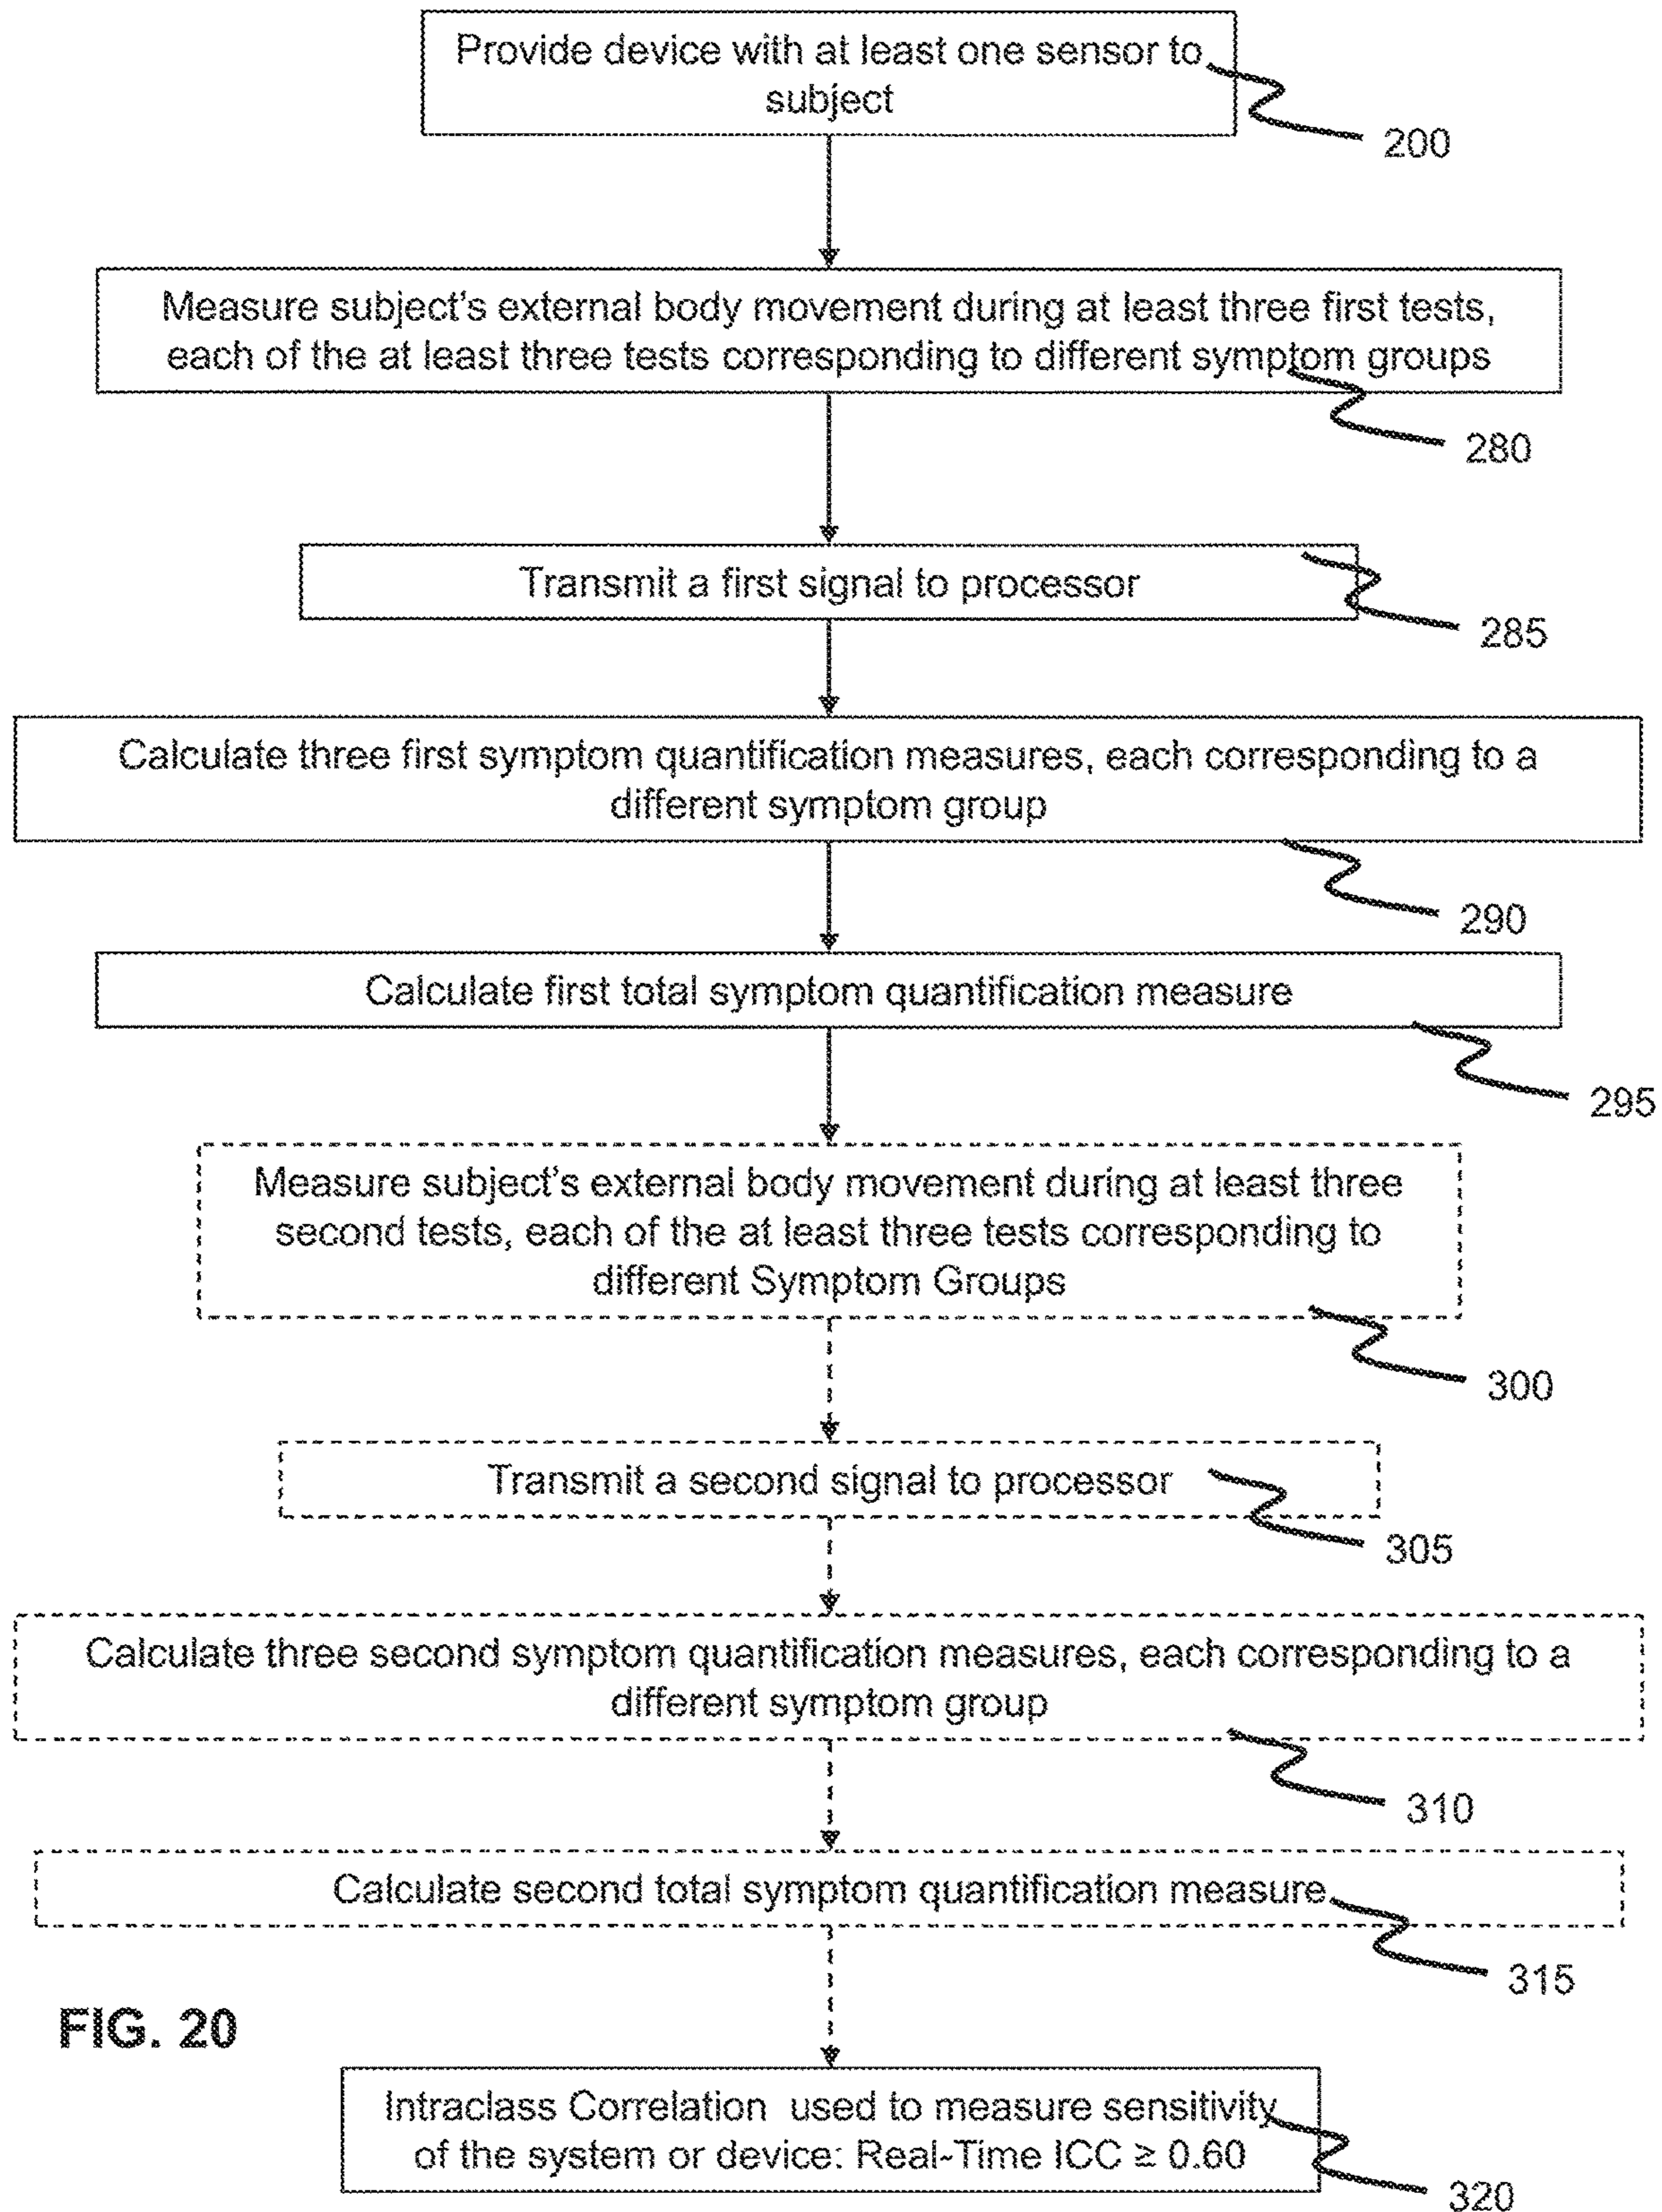 Provide device with at least one sensor to
subject
200
Measure subject's external body movement during at least three first tests,
each of the at least three tests corresponding to different symptom groups
280
Transmit a first signal to processor
285
Calculate three first symptom quantification measures, each corresponding to a
different symptom group
290
Calculate first total symptom quantification measure
295
Measure subject's external body movement during at least three
second tests, each of the at least three tests corresponding to
different Symptom Groups
300
Transmit a second signal to processor
305
Calculate three second symptom quantification measures, each corresponding to a
different symptom group
310
Calculate second total symptom quantification measure
315
FIG. 20
Intraclass Correlation used to measure sensitivity
of the system or device: Real-Time ICC ≥ 0.60
320